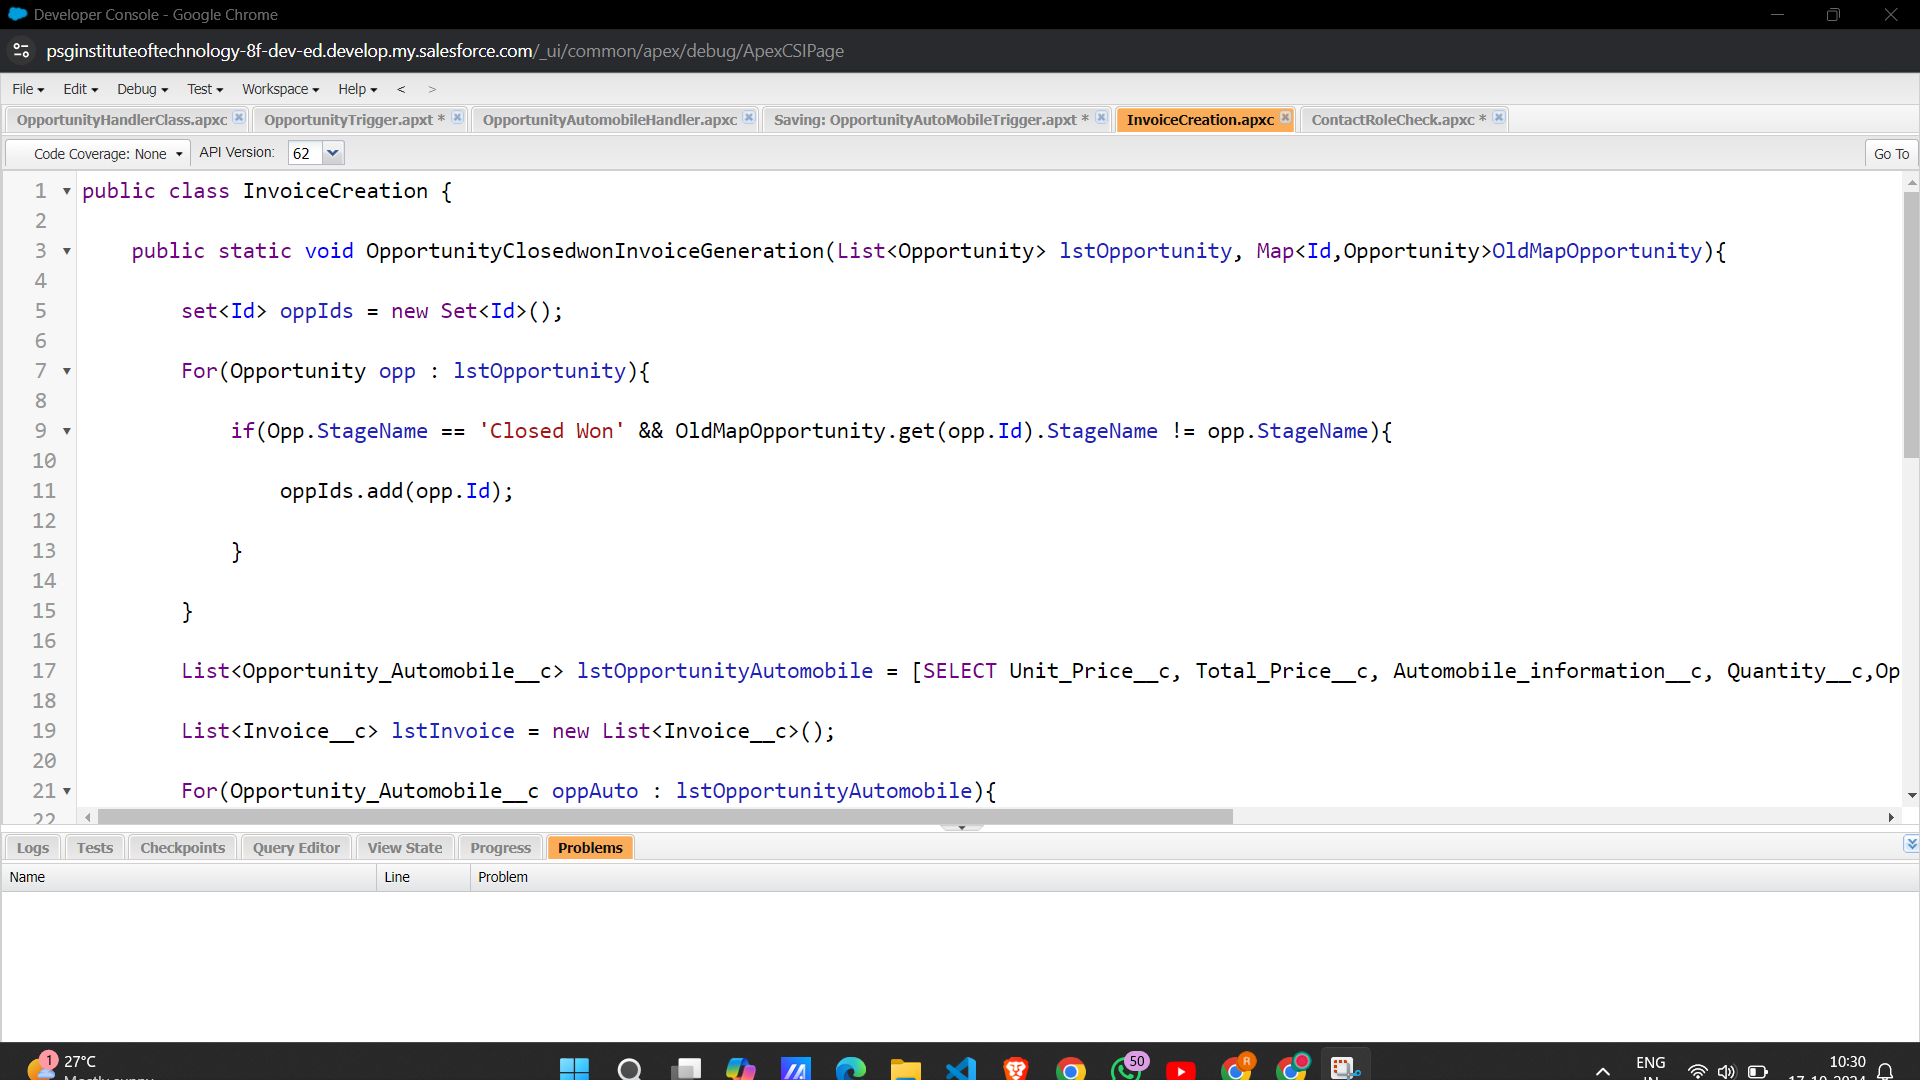 Developer Console - Google Chrome
psginstituteoftechnology-8f-dev-ed.develop.my.salesforce.com/_ui/common/apex/debug/ApexCSIPage
File Edit Debug Test Workspace Help < >
OpportunityHandlerClass.apxc OpportunityTrigger.apxt * OpportunityAutomobileHandler.apxc Saving: OpportunityAutoMobileTrigger.apxt * InvoiceCreation.apxc ContactRoleCheck.apxc *
Code Coverage: None API Version: 62 Go To
1 public class InvoiceCreation {
2
3 public static void OpportunityClosedwonInvoiceGeneration(List<Opportunity> lstOpportunity, Map<Id,Opportunity>OldMapOpportunity){
4
5 set<Id> oppIds = new Set<Id>();
6
7 For(Opportunity opp : lstOpportunity){
8
9 if(Opp.StageName == 'Closed Won' && OldMapOpportunity.get(opp.Id).StageName != opp.StageName){
10
11 oppIds.add(opp.Id);
12
13 }
14
15 }
16
17 List<Opportunity_Automobile__c> lstOpportunityAutomobile = [SELECT Unit_Price__c, Total_Price__c, Automobile_information__c, Quantity__c,Op
18
19 List<Invoice__c> lstInvoice = new List<Invoice__c>();
20
21 For(Opportunity_Automobile__c oppAuto : lstOpportunityAutomobile){
22
Logs Tests Checkpoints Query Editor View State Progress Problems
Name Line Problem
1 27°C 50 R ENG 10:30